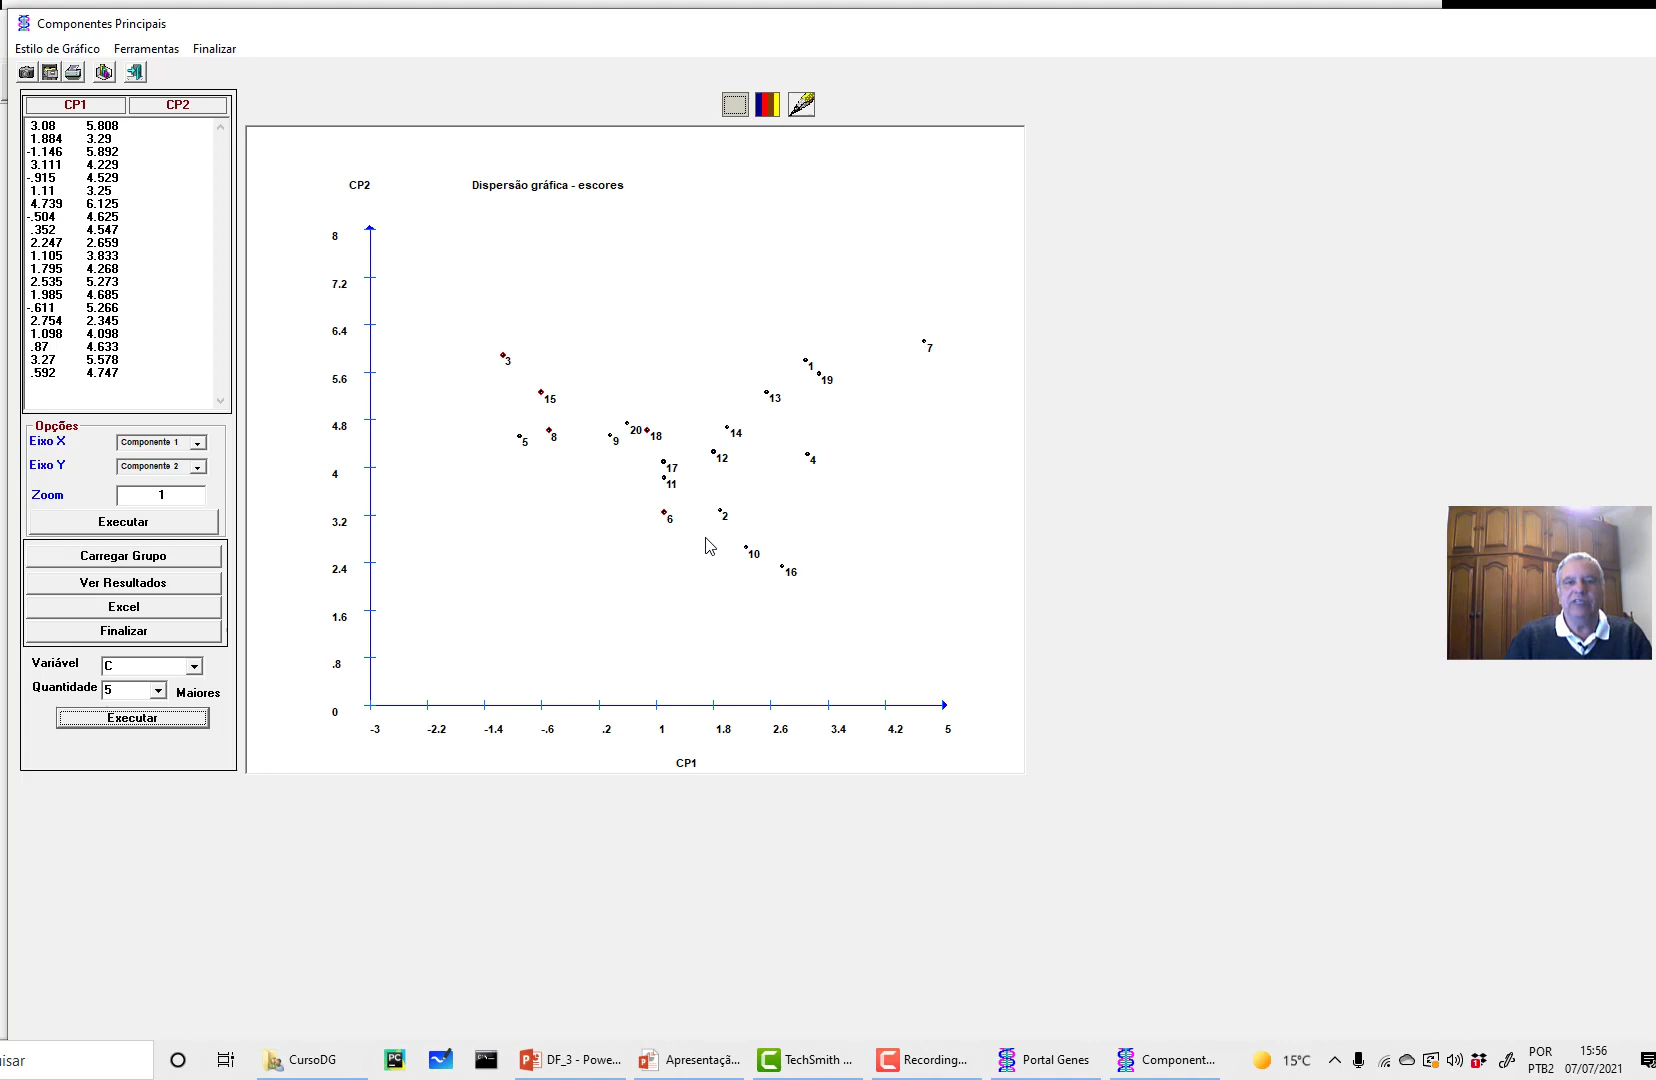 Componentes Principais
Estilo de Gráfico Ferramentas Finalizar
CP1 CP2
3.08 5.808
1.884 3.29
-1.146 5.892
3.111 4.229
-.915 4.529
1.11 3.25
4.739 6.125
-.504 4.625
.352 4.547
2.247 2.659
1.105 3.833
1.795 4.268
2.535 5.273
1.985 4.685
-.611 5.266
2.754 2.345
1.098 4.098
.87 4.633
3.27 5.578
.592 4.747
Opções
Eixo X Componente 1
Eixo Y Componente 2
Zoom 1
Executar
Carregar Grupo
Ver Resultados
Excel
Finalizar
Variável C
Quantidade 5 Maiores
Executar
CP2 Dispersão gráfica - escores
8
7.2
6.4
5.6
4.8
4
3.2
2.4
1.6
.8
0
7
3
1
19
15
13
20
18
14
5
8
9
12
4
17
11
6
2
10
16
-3 -2.2 -1.4 -.6 .2 1 1.8 2.6 3.4 4.2 5
CP1
isar
CursoDG
PC
DF_3 - Powe...
Apresentaçã...
TechSmith ...
Recording...
Portal Genes
Component...
15°C
POR
PTB2
15:56
07/07/2021